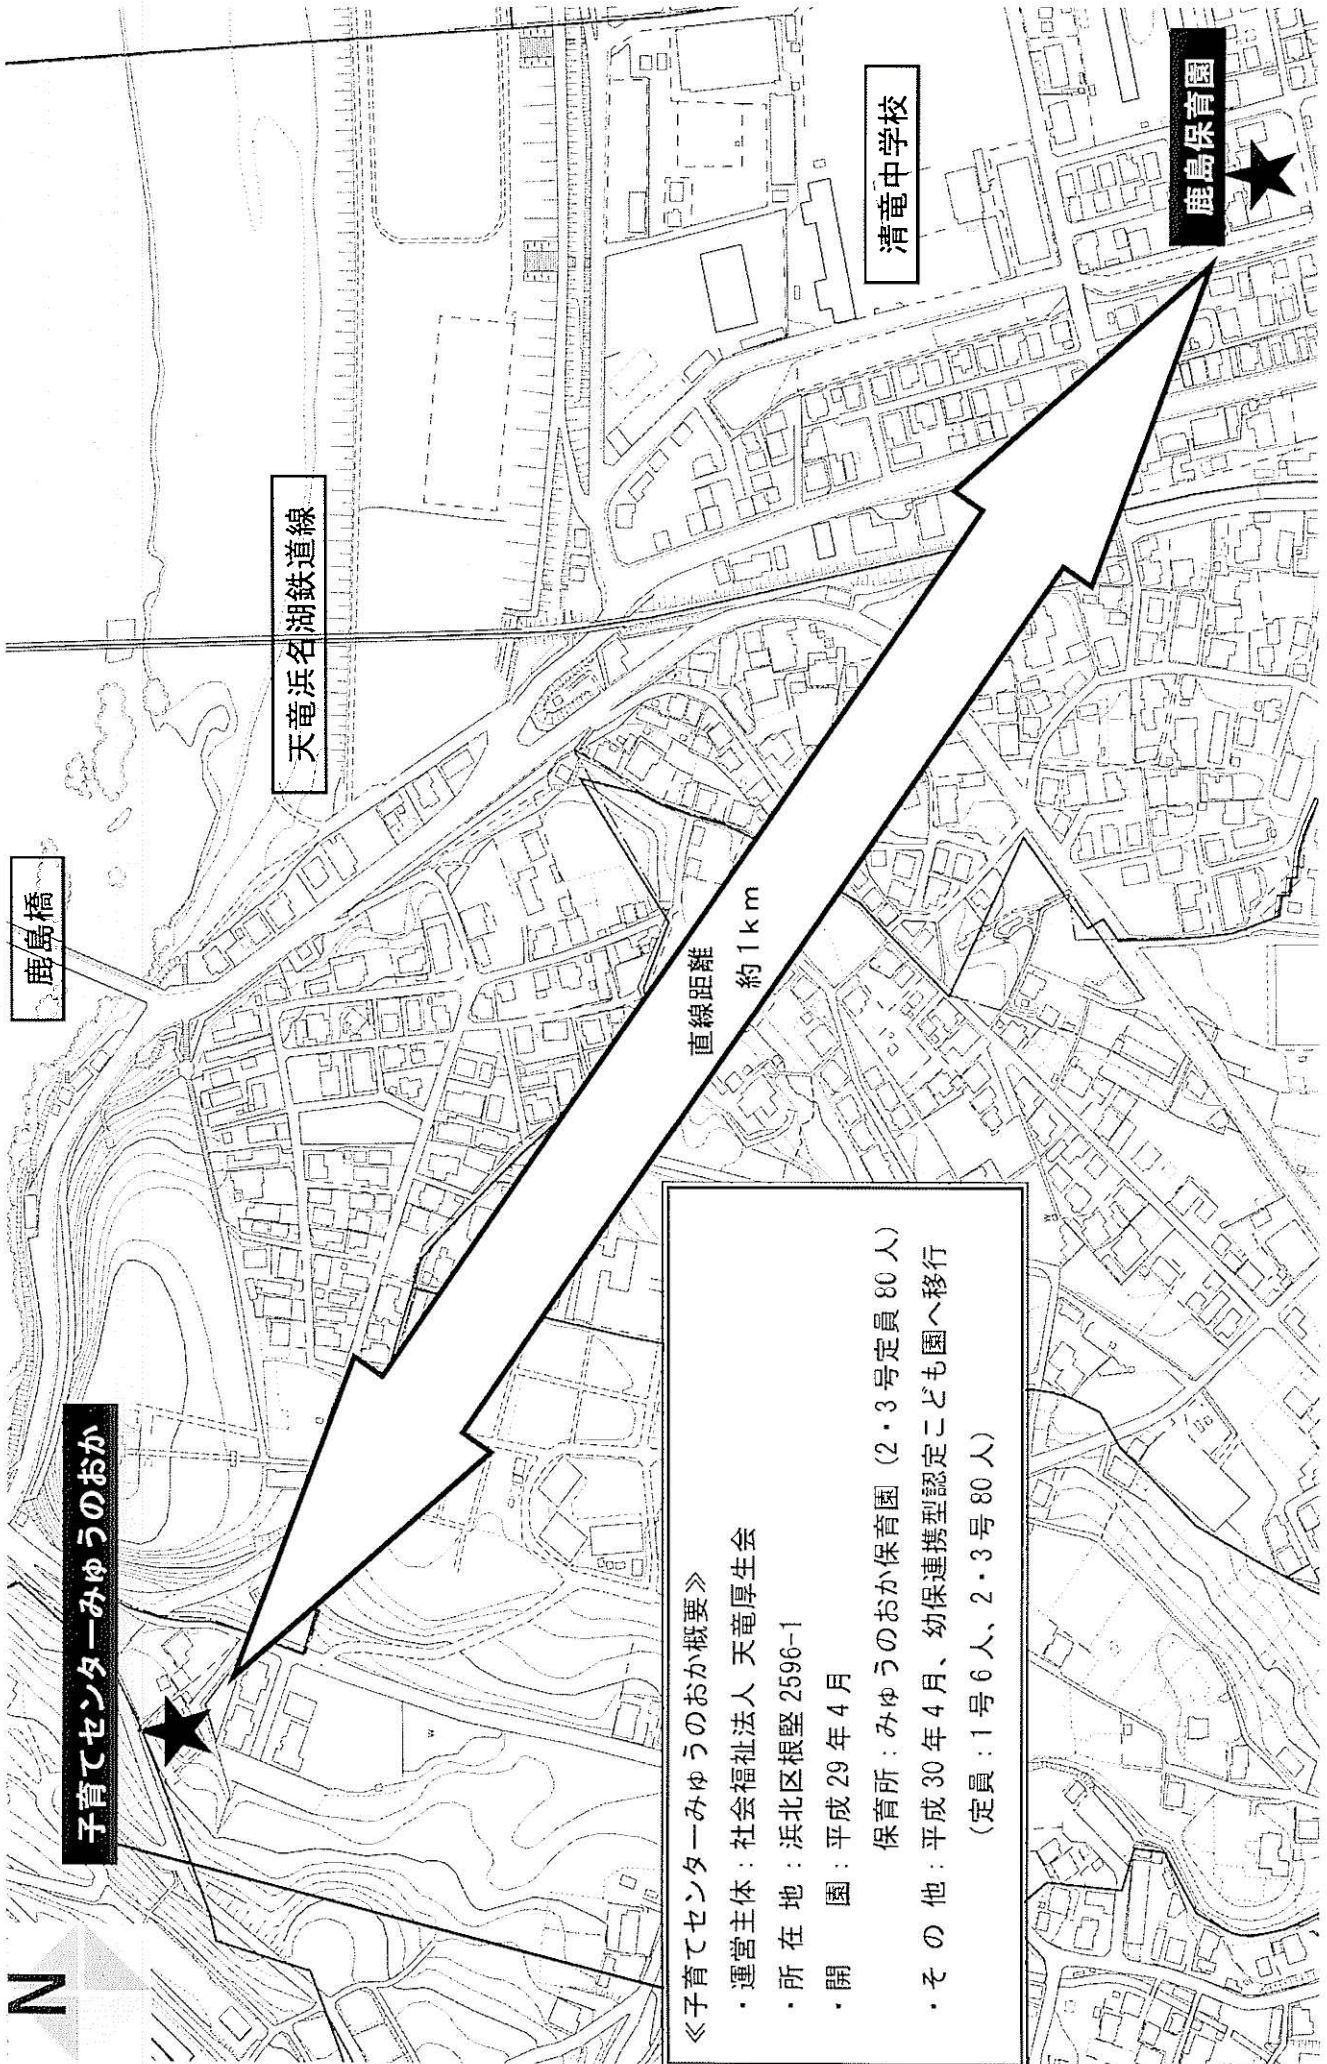 N
子育てセンターみゅうのおか
鹿島橋
天竜浜名湖鉄道線
清竜中学校
鹿島保育園
直線距離
約1km
≪子育てセンターみゅうのおか概要≫
・運営主体：社会福祉法人 天竜厚生会
・所 在 地：浜北区根堅 2596-1
・開　　園：平成 29 年 4 月
保育所：みゅうのおか保育園（2・3 号定員 80 人）
・そ の 他：平成 30 年 4 月、幼保連携型認定こども園へ移行
（定員：1 号 6 人、2・3 号 80 人）